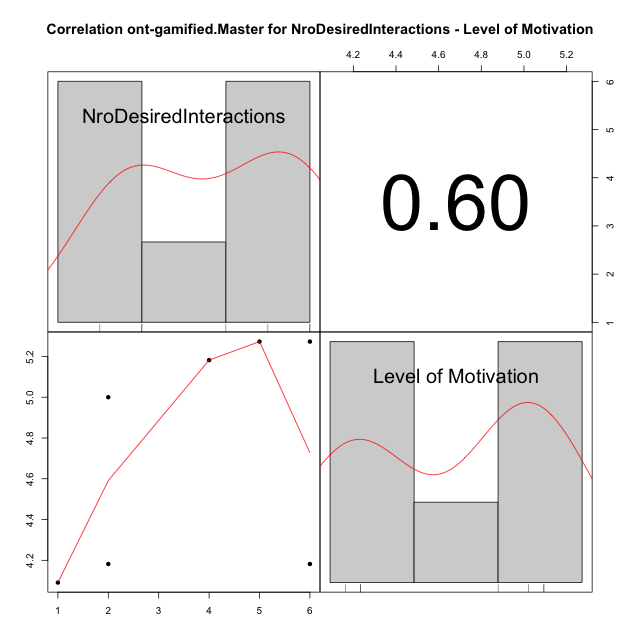 Correlation ont-gamified.Master for NroDesiredInteractions - Level of Motivation
4.2 4.4 4.6 4.8 5.0 5.2
NroDesiredInteractions
0.60
6
5
4
3
2
1
Level of Motivation
5.2
5.0
4.8
4.6
4.4
4.2
1 2 3 4 5 6